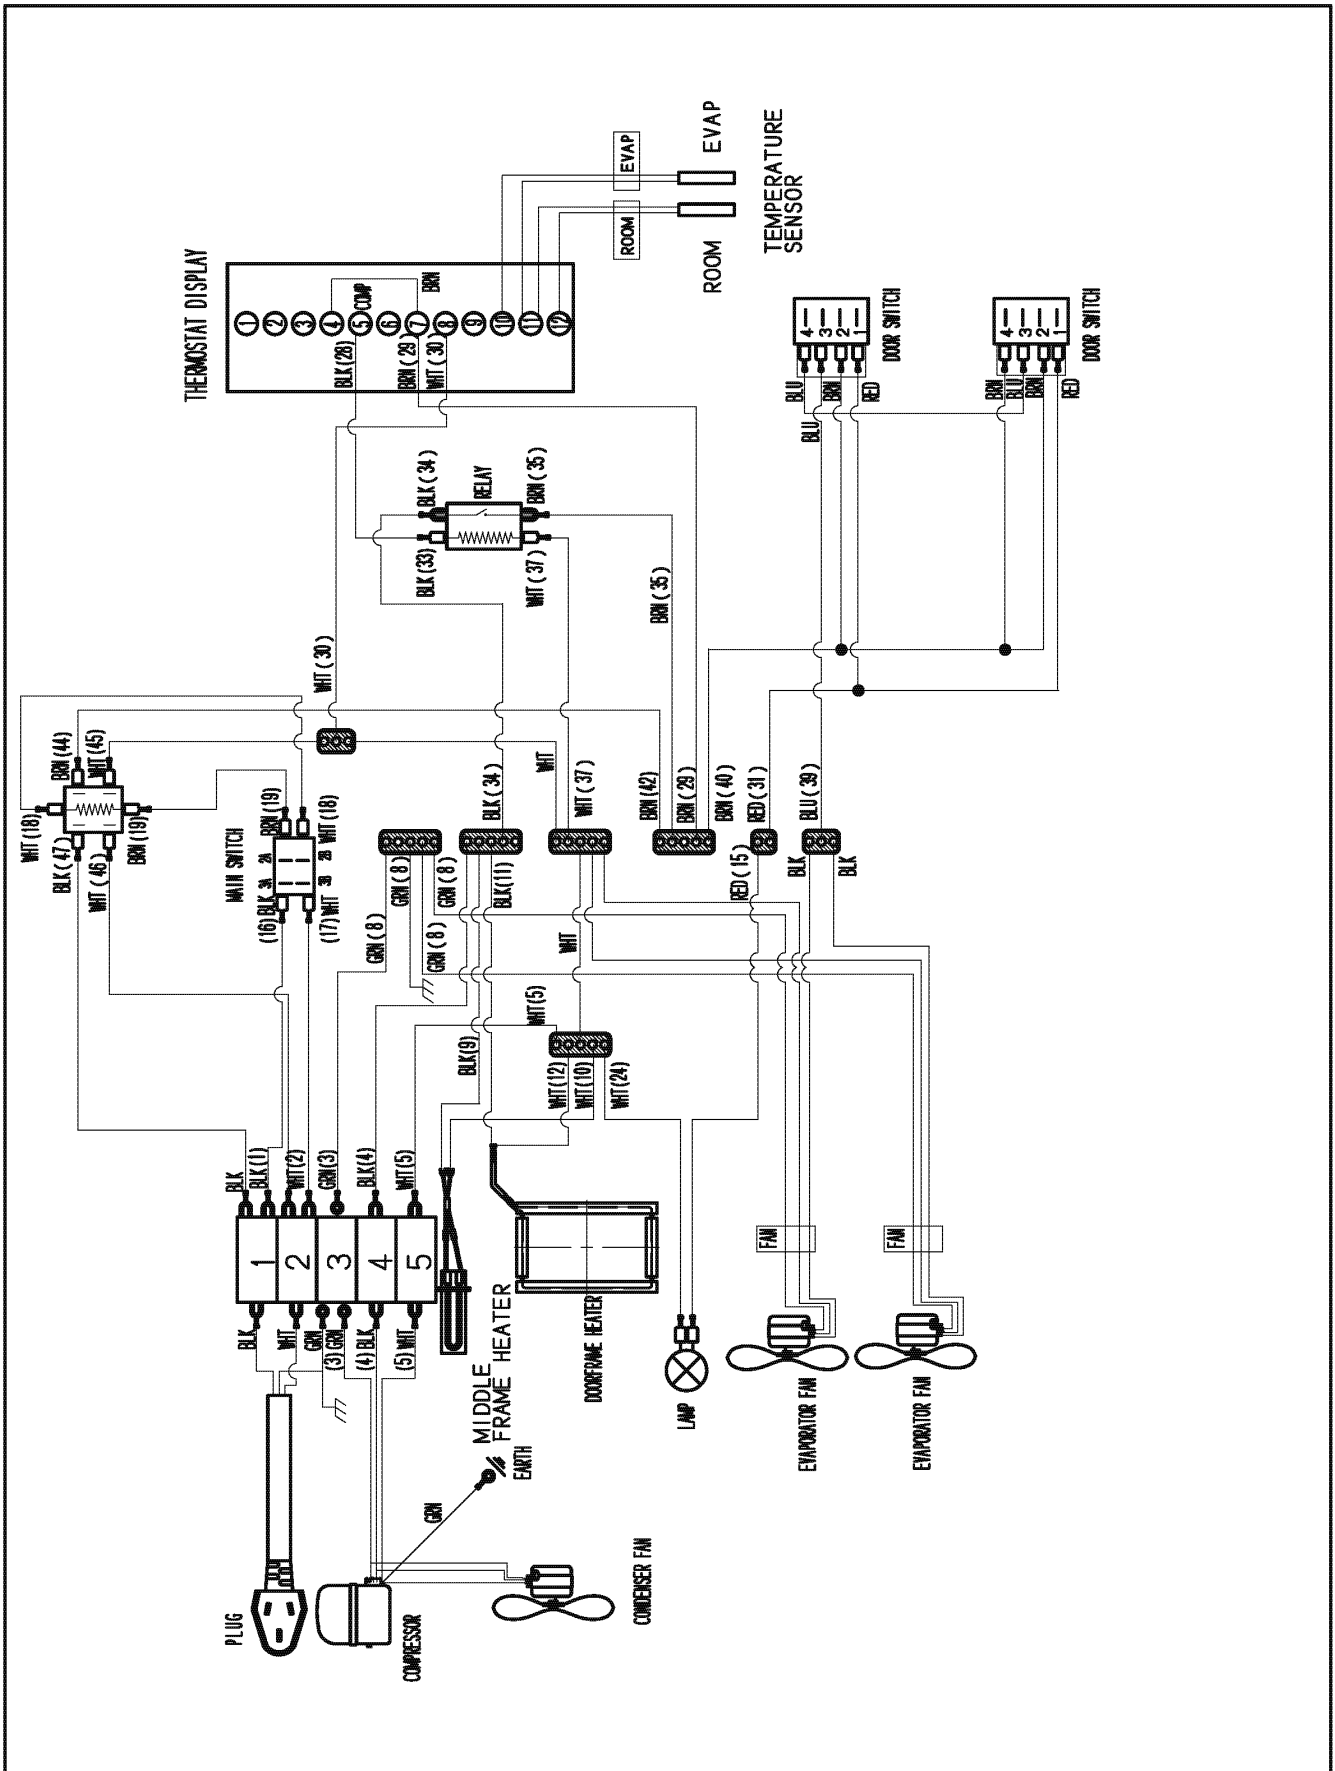 THERMOSTAT DISPLAY
1
2
3
4
5
6
7
8
9
10
11
12
COMP
BRN
BLK(28)
BRN(29)
WHT(30)
ROOM
EVAP
ROOM
EVAP
TEMPERATURE
SENSOR
4
3
2
1
DOOR SWITCH
BLU
BLU
BRN
RED
4
3
2
1
DOOR SWITCH
BRN
BLU
BRN
RED
BLK(34)
BLK(33)
RELAY
BRN(35)
WHT(37)
BRN(35)
WHT(30)
BRN(44)
WHT(45)
WHT(18)
BRN(19)
BLK(47)
WHT(46)
MAIN SWITCH
BRN(19)
WHT(18)
2A
2B
3A
3B
(16)BLK
(17)WHT
GRN(8)
GRN(8)
GRN(8)
GRN(8)
BLK(34)
BLK(11)
WHT
WHT(37)
WHT
BRN(42)
BRN(29)
BRN(40)
RED(31)
RED(15)
BLU(39)
BLK
BLK
BLK(9)
WHT(5)
WHT(12)
WHT(10)
WHT(24)
BLK
BLK(1)
WHT(2)
GRN(3)
BLK(4)
WHT(5)
1
2
3
4
5
BLK
WHT
GRN
(3)GRN
(4)BLK
(5)WHT
MIDDLE
FRAME HEATER
DOORFRAME HEATER
LAMP
FAN
FAN
EVAPORATOR FAN
EVAPORATOR FAN
EARTH
GRN
PLUG
COMPRESSOR
CONDENSER FAN